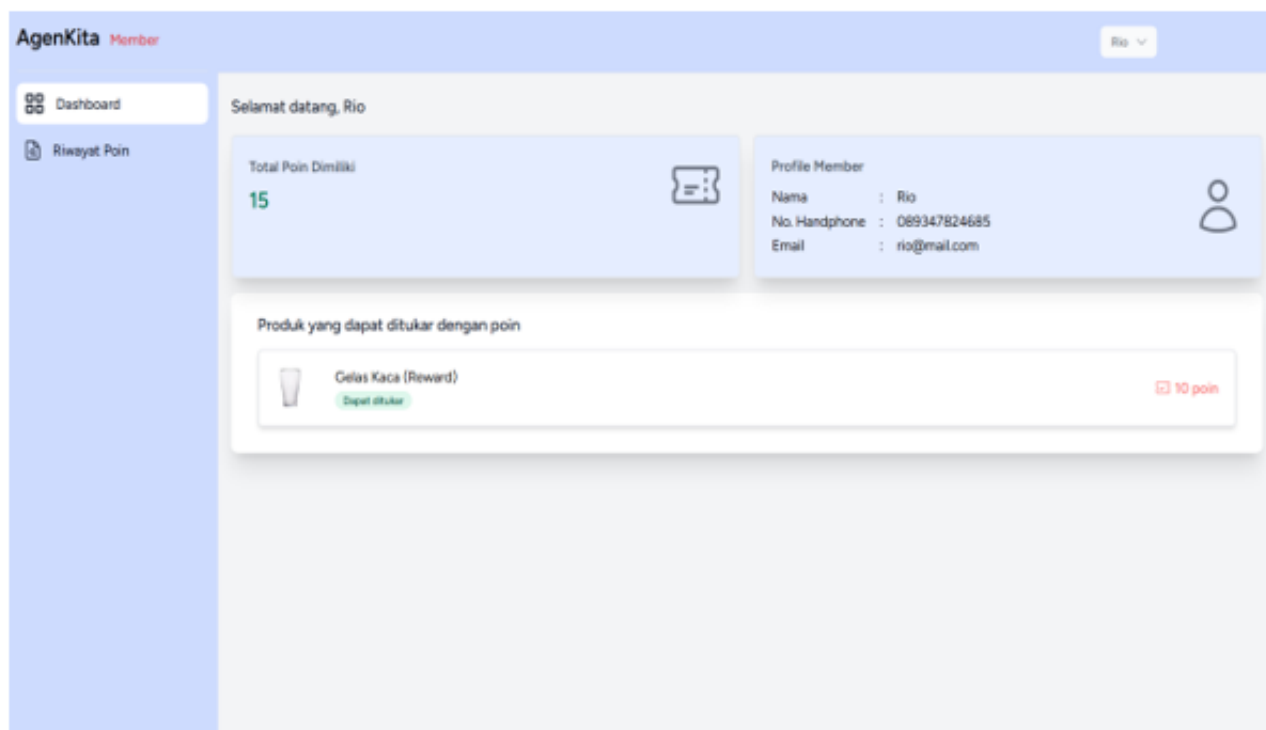 AgenKita Member
Rio
Dashboard
Riwayat Poin
Selamat datang, Rio
Total Poin Dimiliki
15
Profile Member
Nama : Rio
No. Handphone : 089347824685
Email : rio@mail.com
Produk yang dapat ditukar dengan poin
Gelas Kaca (Reward)
Dapat ditukar
10 poin